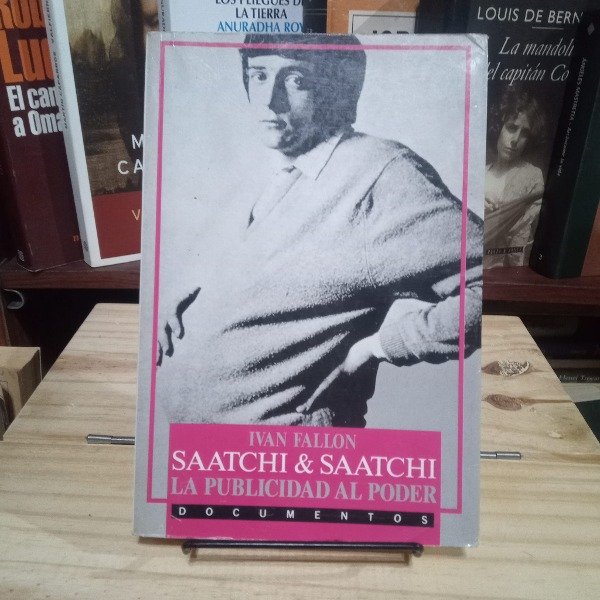 LOS PLIEGUES DE
LA TIERRA
ANURADHA ROY
LOUIS DE BERN
La mandol
el capitán Co
El can
a Oma
M
CA
V
IVAN FALLON
SAATCHI & SAATCHI
LA PUBLICIDAD AL PODER
DOCUMENTOS